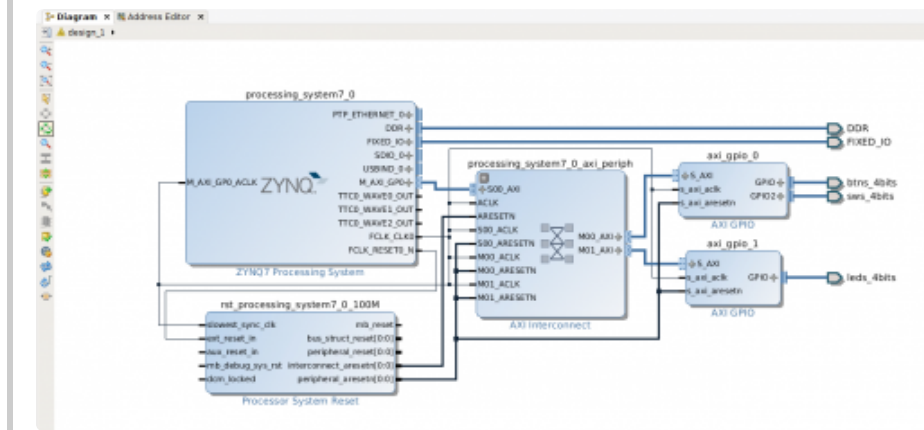 Diagram × Address Editor ×
design_1
processing_system7_0
PTP_ETHERNET_0
DDR
FIXED_IO
SDIO_0
USBIND_0
M_AXI_GP0_ACLK
ZYNQ
M_AXI_GP0
TTC0_WAVE0_OUT
TTC0_WAVE1_OUT
TTC0_WAVE2_OUT
FCLK_CLK0
FCLK_RESET0_N
ZYNQ7 Processing System
rst_processing_system7_0_100M
slowest_sync_clk
ext_reset_in
aux_reset_in
mb_debug_sys_rst
dcm_locked
mb_reset
bus_struct_reset[0:0]
peripheral_reset[0:0]
interconnect_aresetn[0:0]
peripheral_aresetn[0:0]
Processor System Reset
processing_system7_0_axi_periph
S00_AXI
ACLK
ARESETN
S00_ACLK
S00_ARESETN
M00_ACLK
M00_ARESETN
M01_ACLK
M01_ARESETN
M00_AXI
M01_AXI
AXI Interconnect
axi_gpio_0
S_AXI
s_axi_aclk
s_axi_aresetn
GPIO
GPIO2
AXI GPIO
axi_gpio_1
S_AXI
s_axi_aclk
s_axi_aresetn
GPIO
AXI GPIO
DDR
FIXED_IO
btns_4bits
sws_4bits
leds_4bits